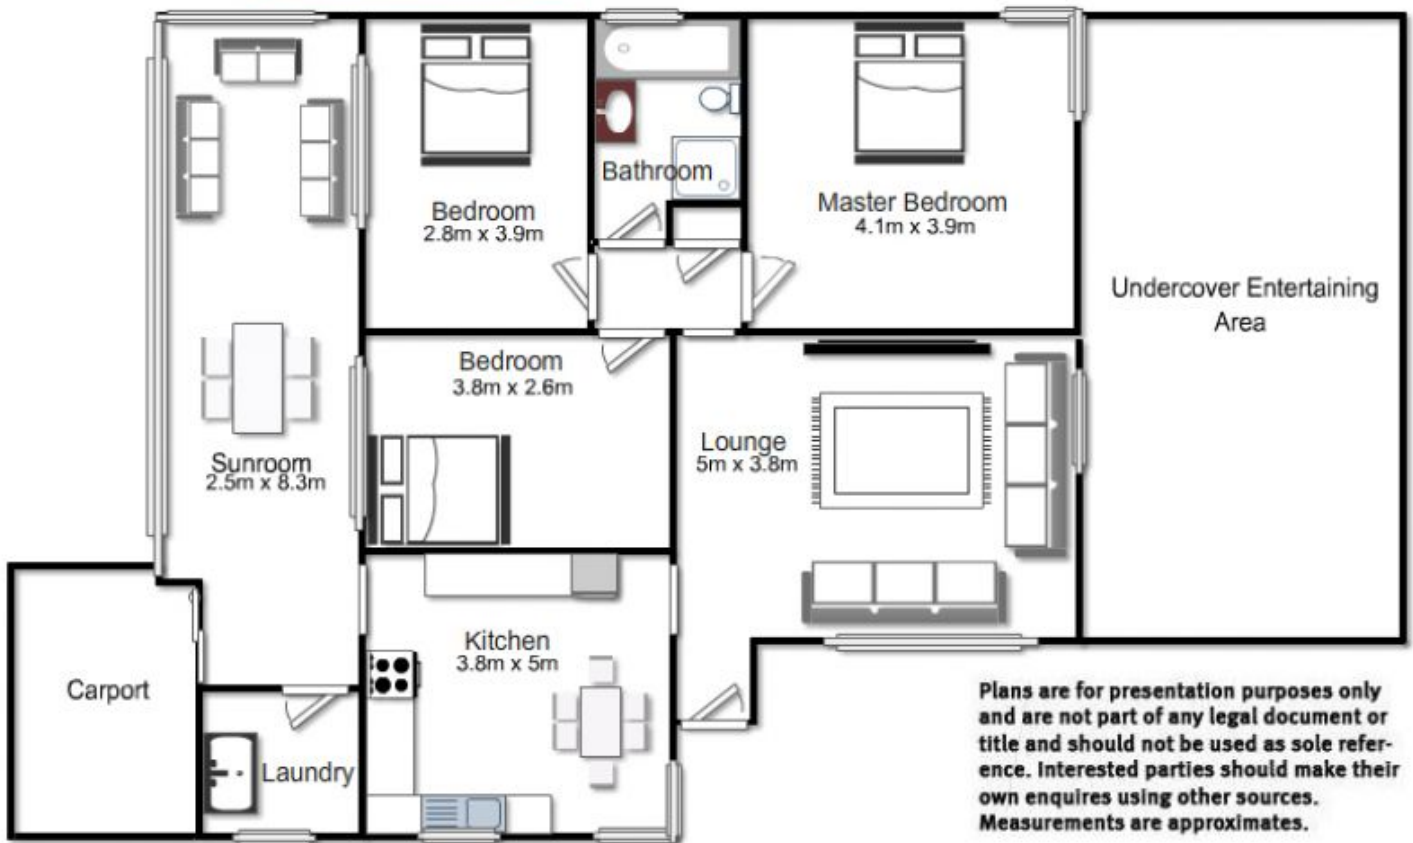 Bedroom
2.8m x 3.9m
Bathroom
Master Bedroom
4.1m x 3.9m
Undercover Entertaining
Area
Bedroom
3.8m x 2.6m
Sunroom
2.5m x 8.3m
Lounge
5m x 3.8m
Kitchen
3.8m x 5m
Carport
Laundry
Plans are for presentation purposes only
and are not part of any legal document or
title and should not be used as sole refer-
ence. Interested parties should make their
own enquires using other sources.
Measurements are approximates.